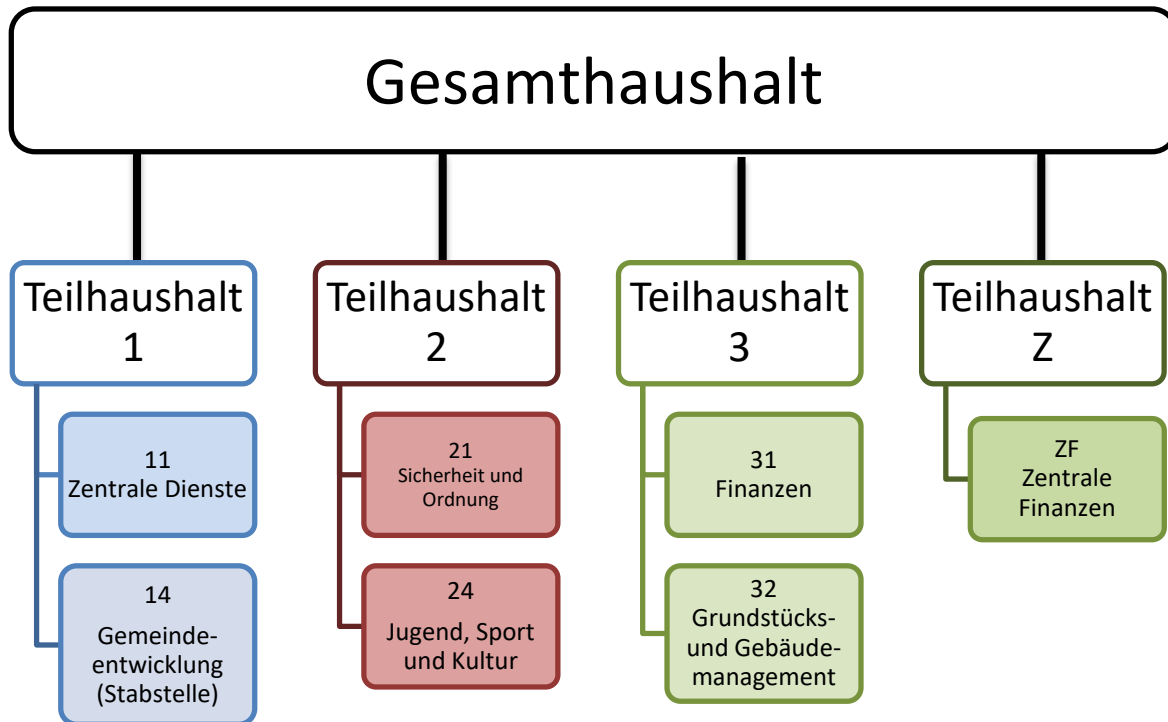 Gesamthaushalt
Teilhaushalt
1
11
Zentrale Dienste
14
Gemeinde-
entwicklung
(Stabstelle)
Teilhaushalt
2
21
Sicherheit und
Ordnung
24
Jugend, Sport
und Kultur
Teilhaushalt
3
31
Finanzen
32
Grundstücks-
und Gebäude-
management
Teilhaushalt
Z
ZF
Zentrale
Finanzen